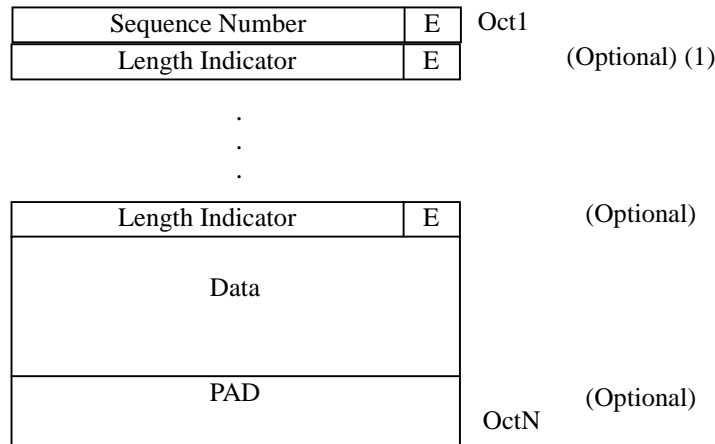 Sequence Number E Oct1
Length Indicator E (Optional) (1)
.
.
.
Length Indicator E (Optional)
Data
PAD (Optional)
OctN